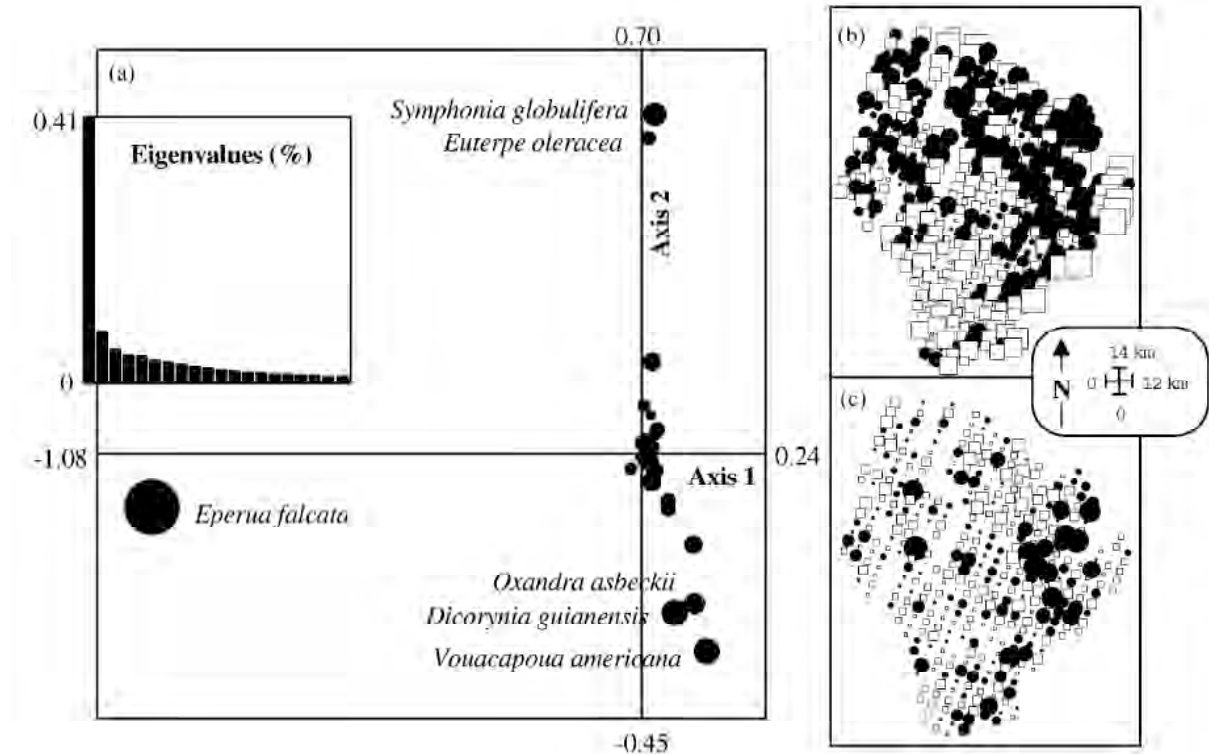 0.70
(a)
0.41
Eigenvalues (%)
0
Symphonia globulifera
Euterpe oleracea
Axis 2
-1.08
0.24
Axis 1
Eperua falcata
Oxandra asbeckii
Dicorynia guianensis
Vouacapoua americana
-0.45
(b)
14 km
N
0
12 km
0
(c)